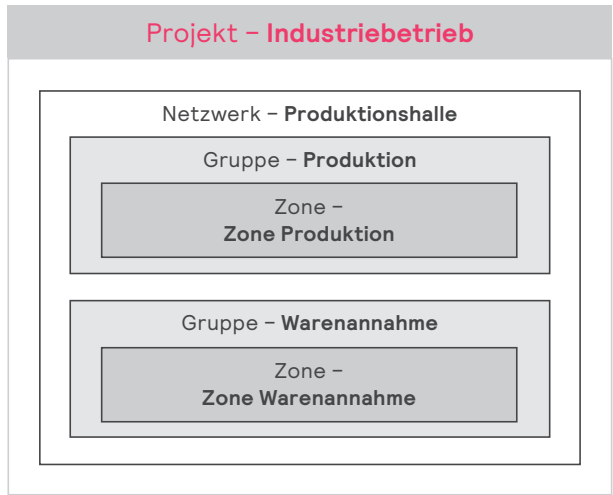 Projekt – Industriebetrieb
Netzwerk – Produktionshalle
Gruppe – Produktion
Zone –
Zone Produktion
Gruppe – Warenannahme
Zone –
Zone Warenannahme